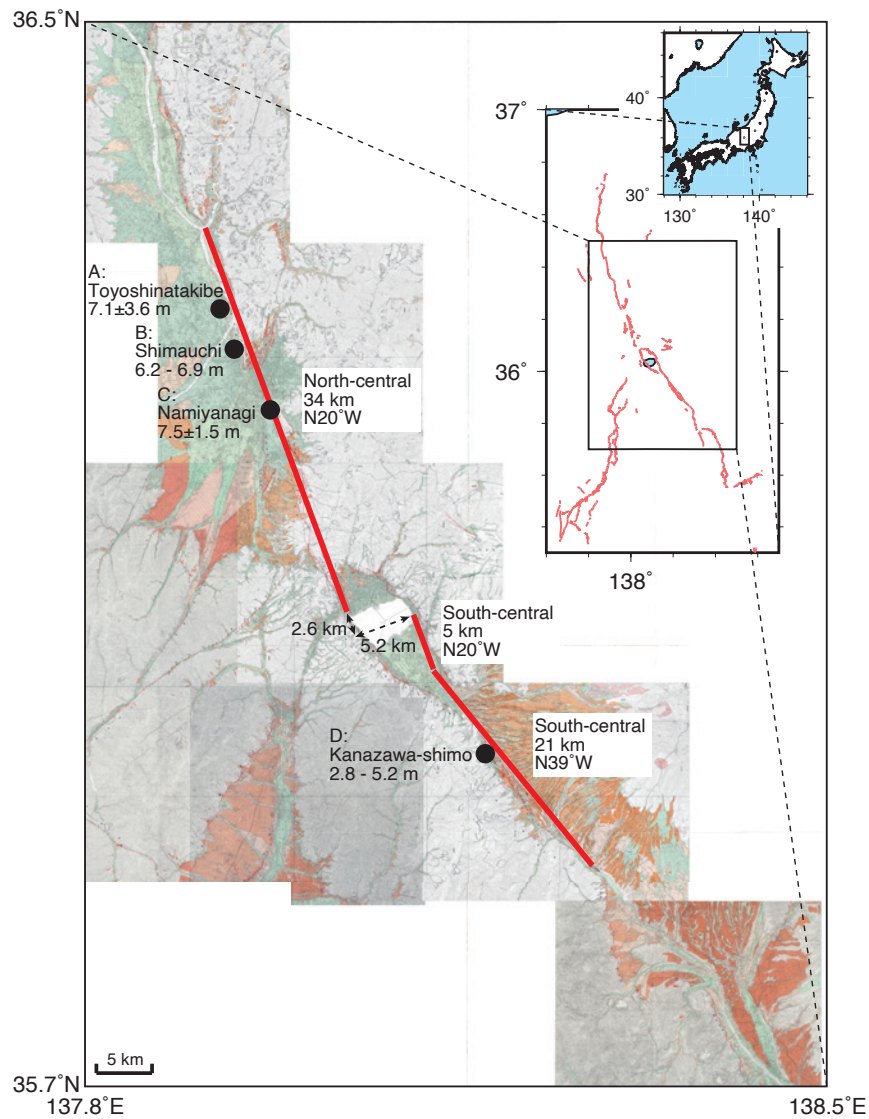 36.5˚N
37˚
40˚
30˚
130˚
140˚
36˚
138˚
A:
Toyoshinatakibe
7.1±3.6 m
B:
Shimauchi
6.2 - 6.9 m
C:
Namiyanagi
7.5±1.5 m
North-central
34 km
N20˚W
2.6 km
5.2 km
South-central
5 km
N20˚W
South-central
21 km
N39˚W
D:
Kanazawa-shimo
2.8 - 5.2 m
5 km
35.7˚N
137.8˚E
138.5˚E